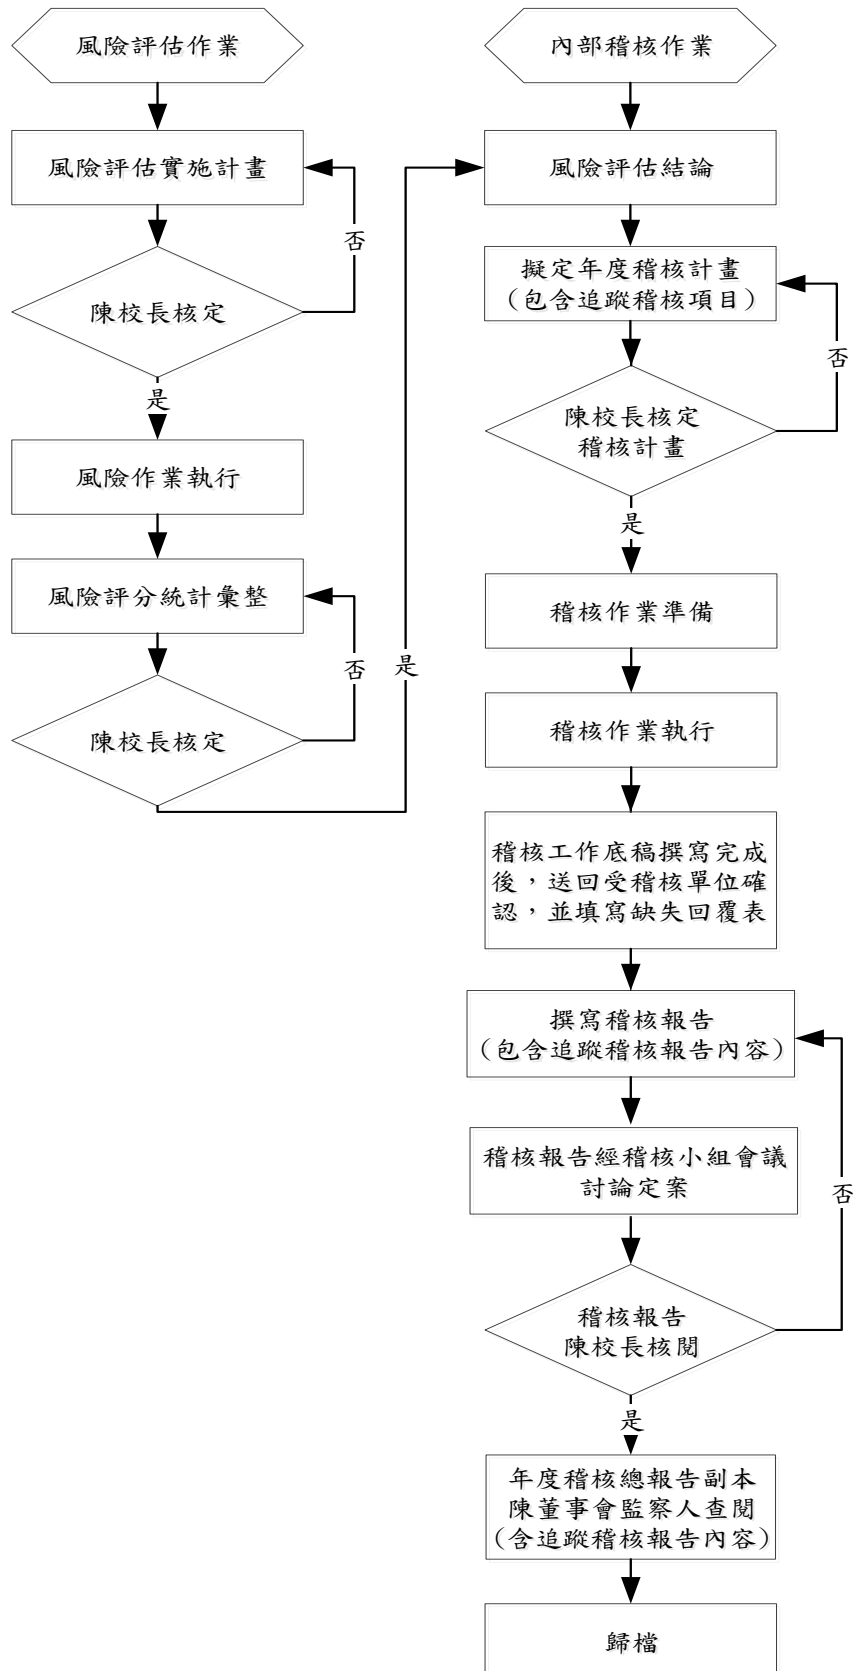 風險評估作業
風險評估實施計畫
否
陳校長核定
是
風險作業執行
風險評分統計彙整
否
是
陳校長核定
內部稽核作業
風險評估結論
擬定年度稽核計畫
（包含追蹤稽核項目）
否
陳校長核定
稽核計畫
是
稽核作業準備
稽核作業執行
稽核工作底稿撰寫完成
後，送回受稽核單位確
認，並填寫缺失回覆表
撰寫稽核報告
（包含追蹤稽核報告內容）
稽核報告經稽核小組會議
討論定案
否
稽核報告
陳校長核閱
是
年度稽核總報告副本
陳董事會監察人查閱
（含追蹤稽核報告內容）
歸檔